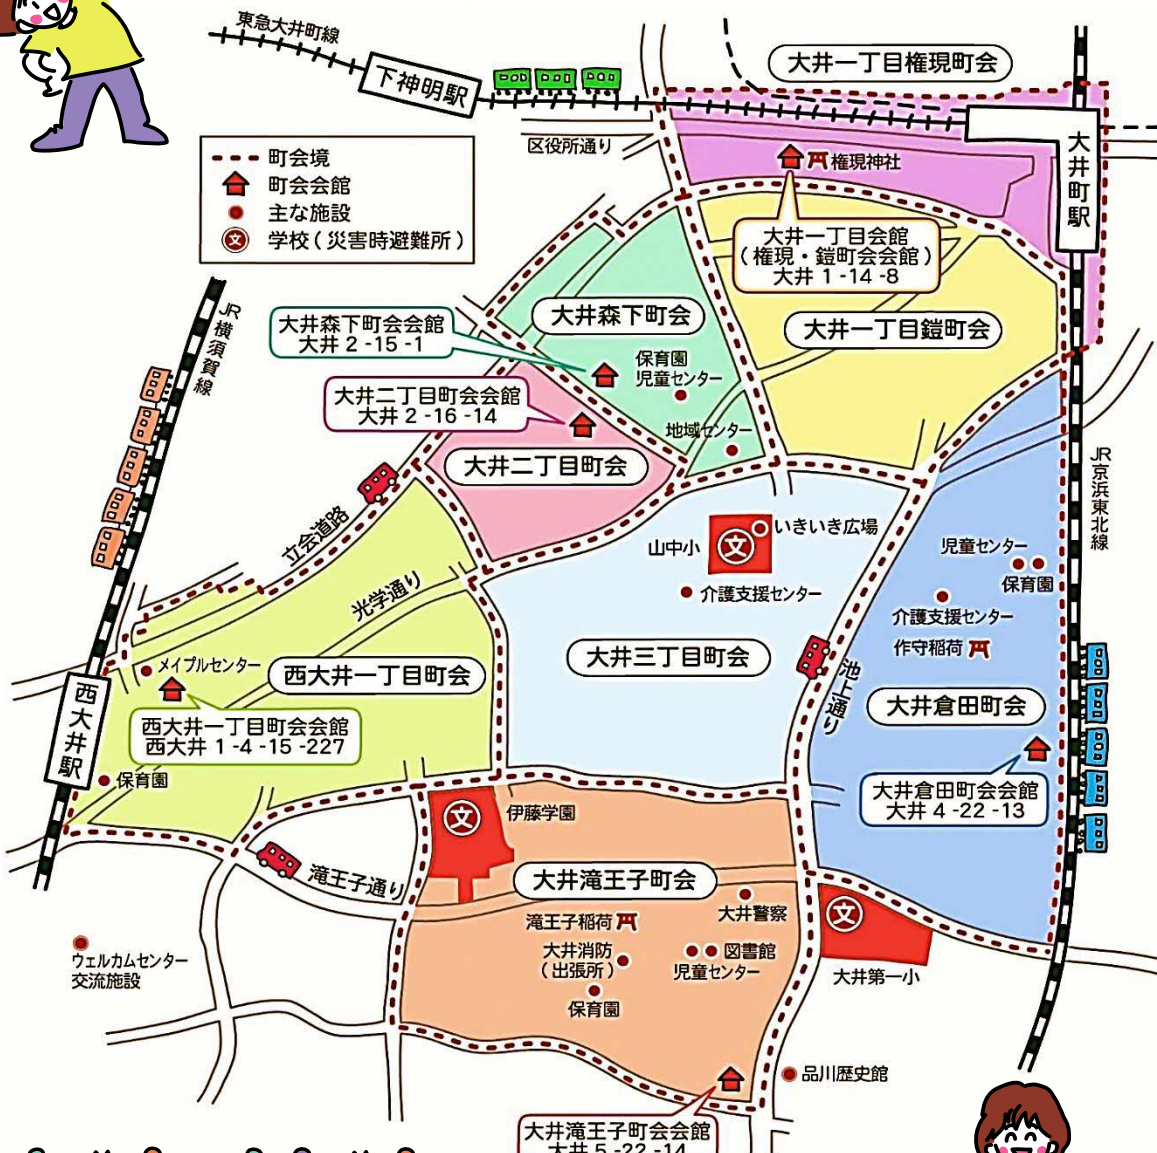 東急大井町線
下神明駅
大井一丁目権現町会
区役所通り
権現神社
大井町駅
町会境
町会会館
主な施設
学校（災害時避難所）
文
大井一丁目会館
（権現・鎧町会会館）
大井 1 -14 -8
JR横須賀線
大井森下町会会館
大井 2 -15 -1
大井森下町会
大井一丁目鎧町会
保育園
児童センター
大井二丁目町会会館
大井 2 -16 -14
地域センター
大井二丁目町会
JR京浜東北線
立会道路
いきいき広場
文
山中小
児童センター
保育園
光学通り
介護支援センター
介護支援センター
作守稲荷
メイプルセンター
西大井一丁目町会
大井三丁目町会
池上通り
西大井駅
西大井一丁目町会会館
西大井 1 -4 -15 -227
大井倉田町会
保育園
大井倉田町会会館
大井 4 -22 -13
文
伊藤学園
滝王子通り
大井滝王子町会
大井警察
文
滝王子稲荷
大井消防
（出張所）
図書館
児童センター
大井第一小
ウェルカムセンター
交流施設
保育園
品川歴史館
大井滝王子町会会館
大井 5 -22 -14